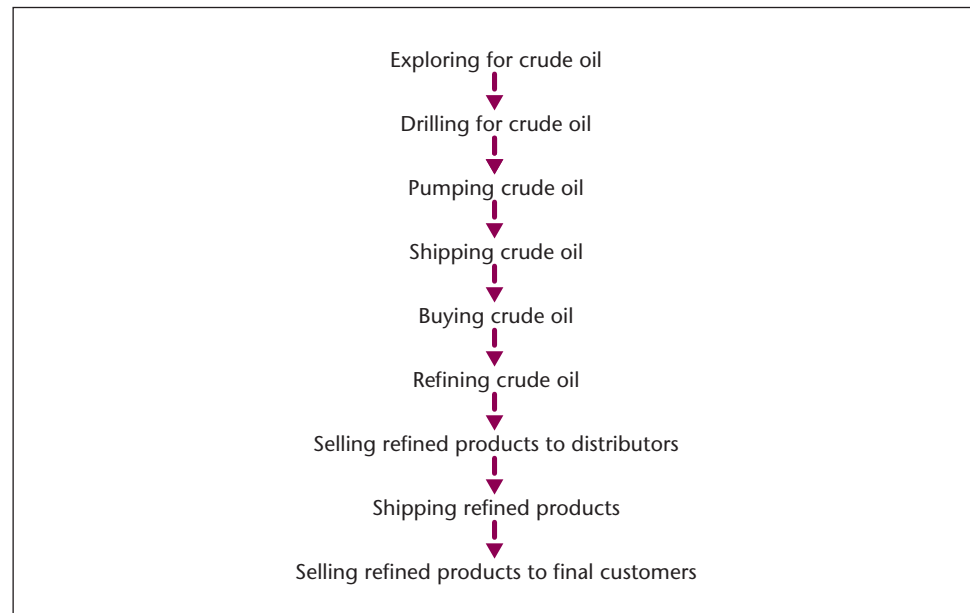 Exploring for crude oil
Drilling for crude oil
Pumping crude oil
Shipping crude oil
Buying crude oil
Refining crude oil
Selling refined products to distributors
Shipping refined products
Selling refined products to final customers